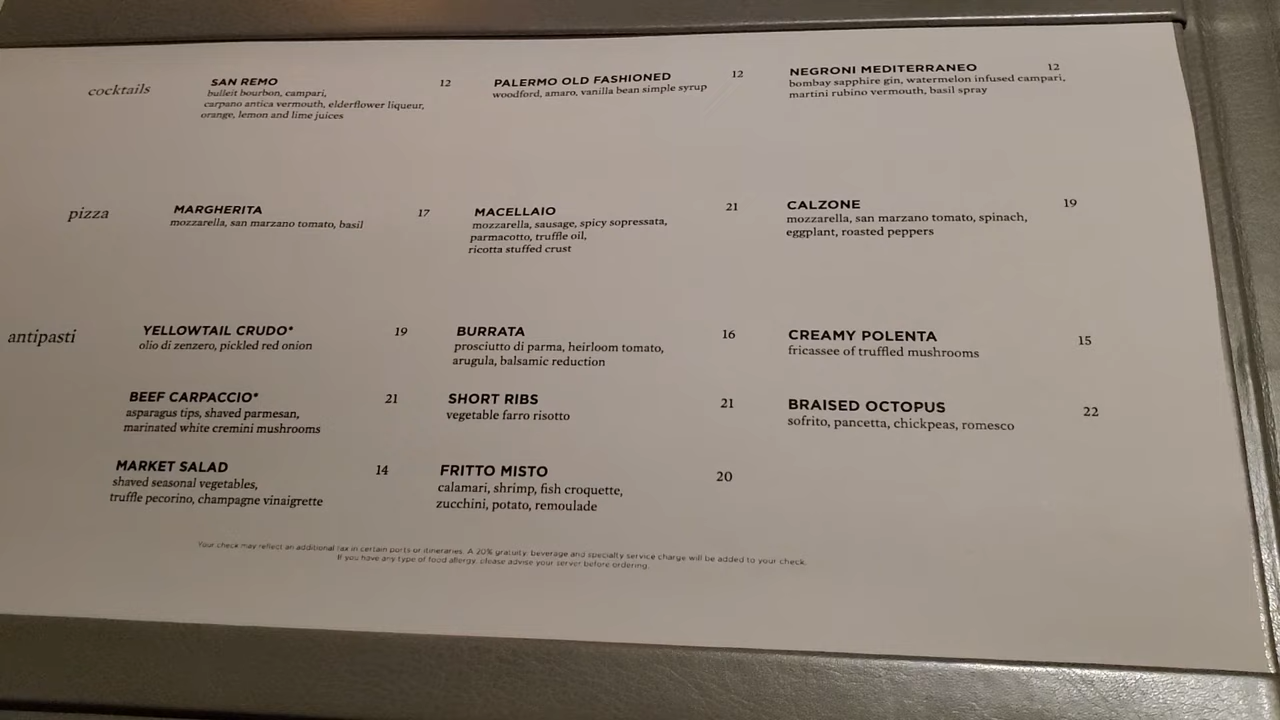 cocktails
SAN REMO 12
bulleit bourbon, campari,
carpano antica vermouth, elderflower liqueur,
orange, lemon and lime juices
PALERMO OLD FASHIONED 12
woodford, amaro, vanilla bean simple syrup
NEGRONI MEDITERRANEO 12
bombay sapphire gin, watermelon infused campari,
martini rubino vermouth, basil spray
pizza
MARGHERITA 17
mozzarella, san marzano tomato, basil
MACELLAIO 21
mozzarella, sausage, spicy sopressata,
parmacotto, truffle oil,
ricotta stuffed crust
CALZONE 19
mozzarella, san marzano tomato, spinach,
eggplant, roasted peppers
antipasti
YELLOWTAIL CRUDO* 19
olio di zenzero, pickled red onion
BURRATA 16
prosciutto di parma, heirloom tomato,
arugula, balsamic reduction
CREAMY POLENTA 15
fricassee of truffled mushrooms
BEEF CARPACCIO* 21
asparagus tips, shaved parmesan,
marinated white cremini mushrooms
SHORT RIBS 21
vegetable farro risotto
BRAISED OCTOPUS 22
sofrito, pancetta, chickpeas, romesco
MARKET SALAD 14
shaved seasonal vegetables,
truffle pecorino, champagne vinaigrette
FRITTO MISTO 20
calamari, shrimp, fish croquette,
zucchini, potato, remoulade
Your check may reflect an additional tax in certain ports or itineraries. A 20% gratuity, beverage and specialty service charge will be added to your check.
If you have any type of food allergy, please advise your server before ordering.